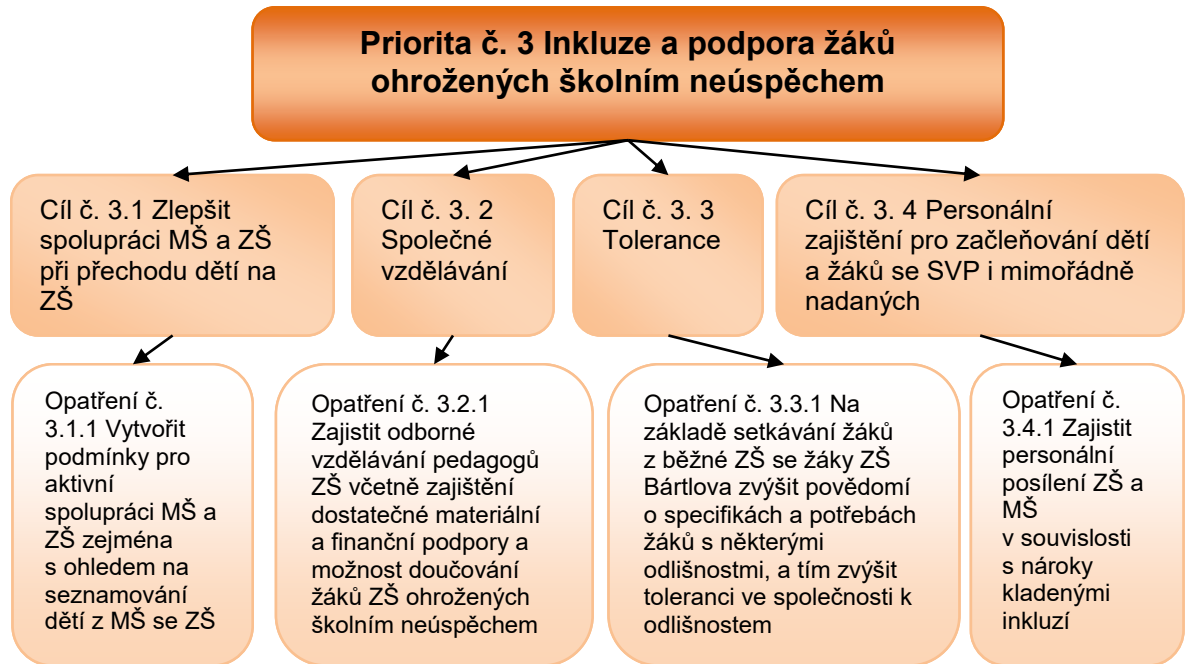 Priorita č. 3 Inkluze a podpora žáků
ohrožených školním neúspěchem
Cíl č. 3.1 Zlepšit
spolupráci MŠ a ZŠ
při přechodu dětí na
ZŠ
Cíl č. 3. 2
Společné
vzdělávání
Cíl č. 3. 3
Tolerance
Cíl č. 3. 4 Personální
zajištění pro začleňování dětí
a žáků se SVP i mimořádně
nadaných
Opatření č.
3.1.1 Vytvořit
podmínky pro
aktivní
spolupráci MŠ a
ZŠ zejména
s ohledem na
seznamování
dětí z MŠ se ZŠ
Opatření č. 3.2.1
Zajistit odborné
vzdělávání pedagogů
ZŠ včetně zajištění
dostatečné materiální
a finanční podpory a
možnost doučování
žáků ZŠ ohrožených
školním neúspěchem
Opatření č. 3.3.1 Na
základě setkávání žáků
z běžné ZŠ se žáky ZŠ
Bártlova zvýšit povědomí
o specifikách a potřebách
žáků s některými
odlišnostmi, a tím zvýšit
toleranci ve společnosti k
odlišnostem
Opatření č.
3.4.1 Zajistit
personální
posílení ZŠ a
MŠ
v souvislosti
s nároky
kladenými
inkluzí